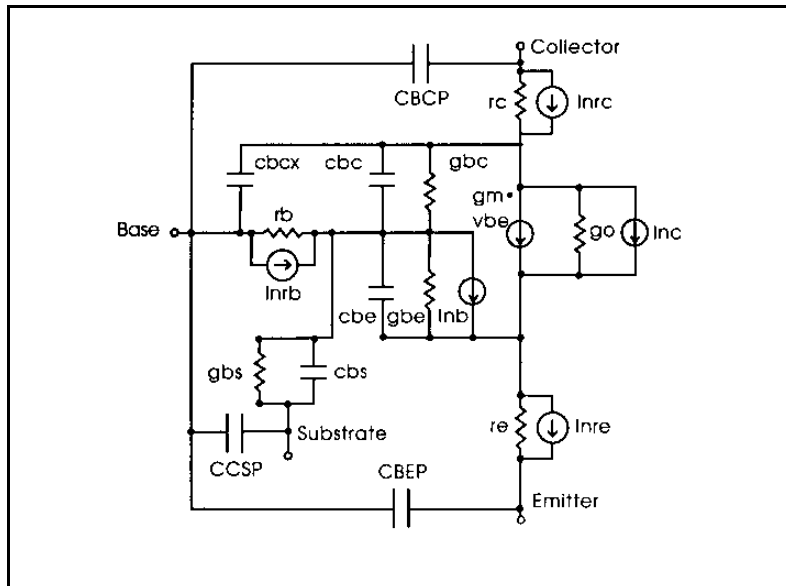 Collector
CBCP
rc
Inrc
cbcx
cbc
gbc
gm•
vbe
go
Inc
Base
rb
Inrb
cbe
gbe
Inb
gbs
cbs
re
Inre
Substrate
CCSP
CBEP
Emitter